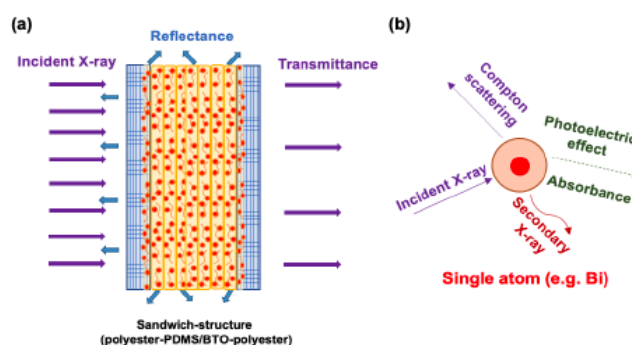 (a)
Reflectance
Incident X-ray
Transmittance
Sandwich-structure
(polyester-PDMS/BTO-polyester)
(b)
Compton
scattering
Photoelectric
effect
Incident X-ray
Absorbance
Secondary
X-ray
Single atom (e.g. Bi)